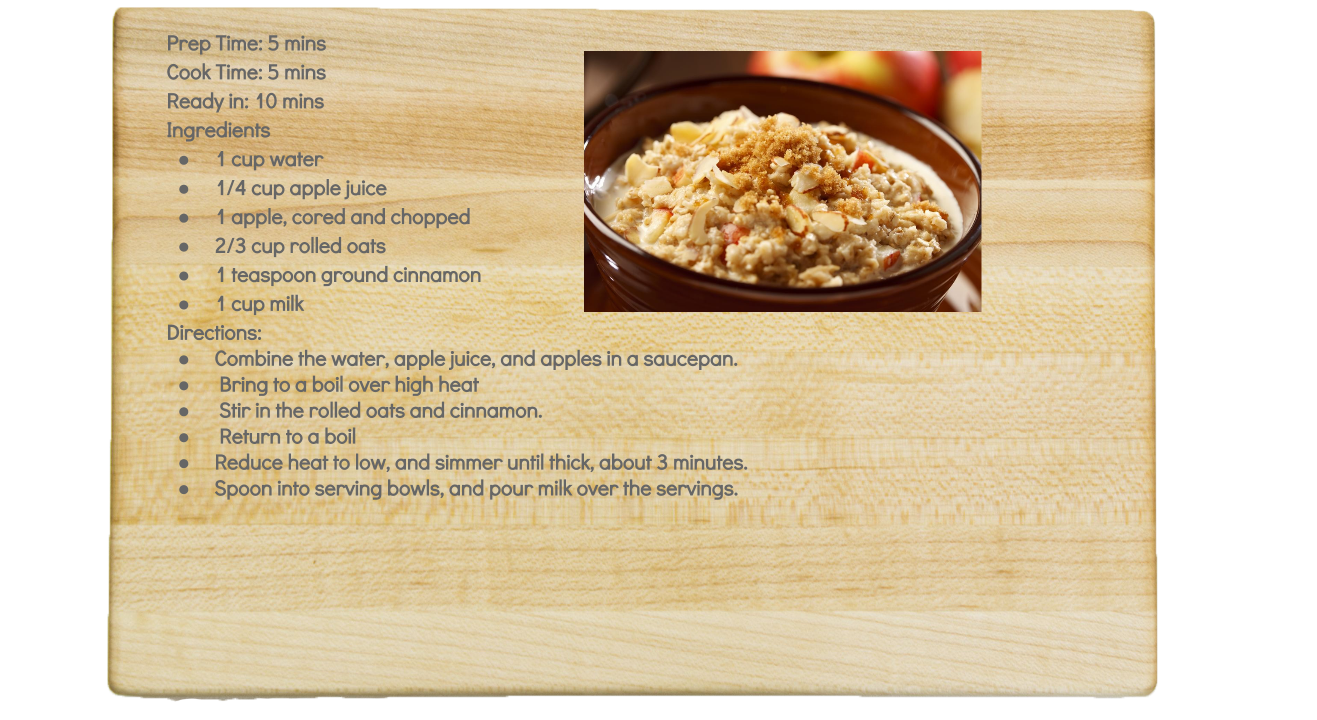 Prep Time: 5 mins
Cook Time: 5 mins
Ready in: 10 mins
Ingredients
● 1 cup water
● 1/4 cup apple juice
● 1 apple, cored and chopped
● 2/3 cup rolled oats
● 1 teaspoon ground cinnamon
● 1 cup milk
Directions:
● Combine the water, apple juice, and apples in a saucepan.
● Bring to a boil over high heat
● Stir in the rolled oats and cinnamon.
● Return to a boil
● Reduce heat to low, and simmer until thick, about 3 minutes.
● Spoon into serving bowls, and pour milk over the servings.